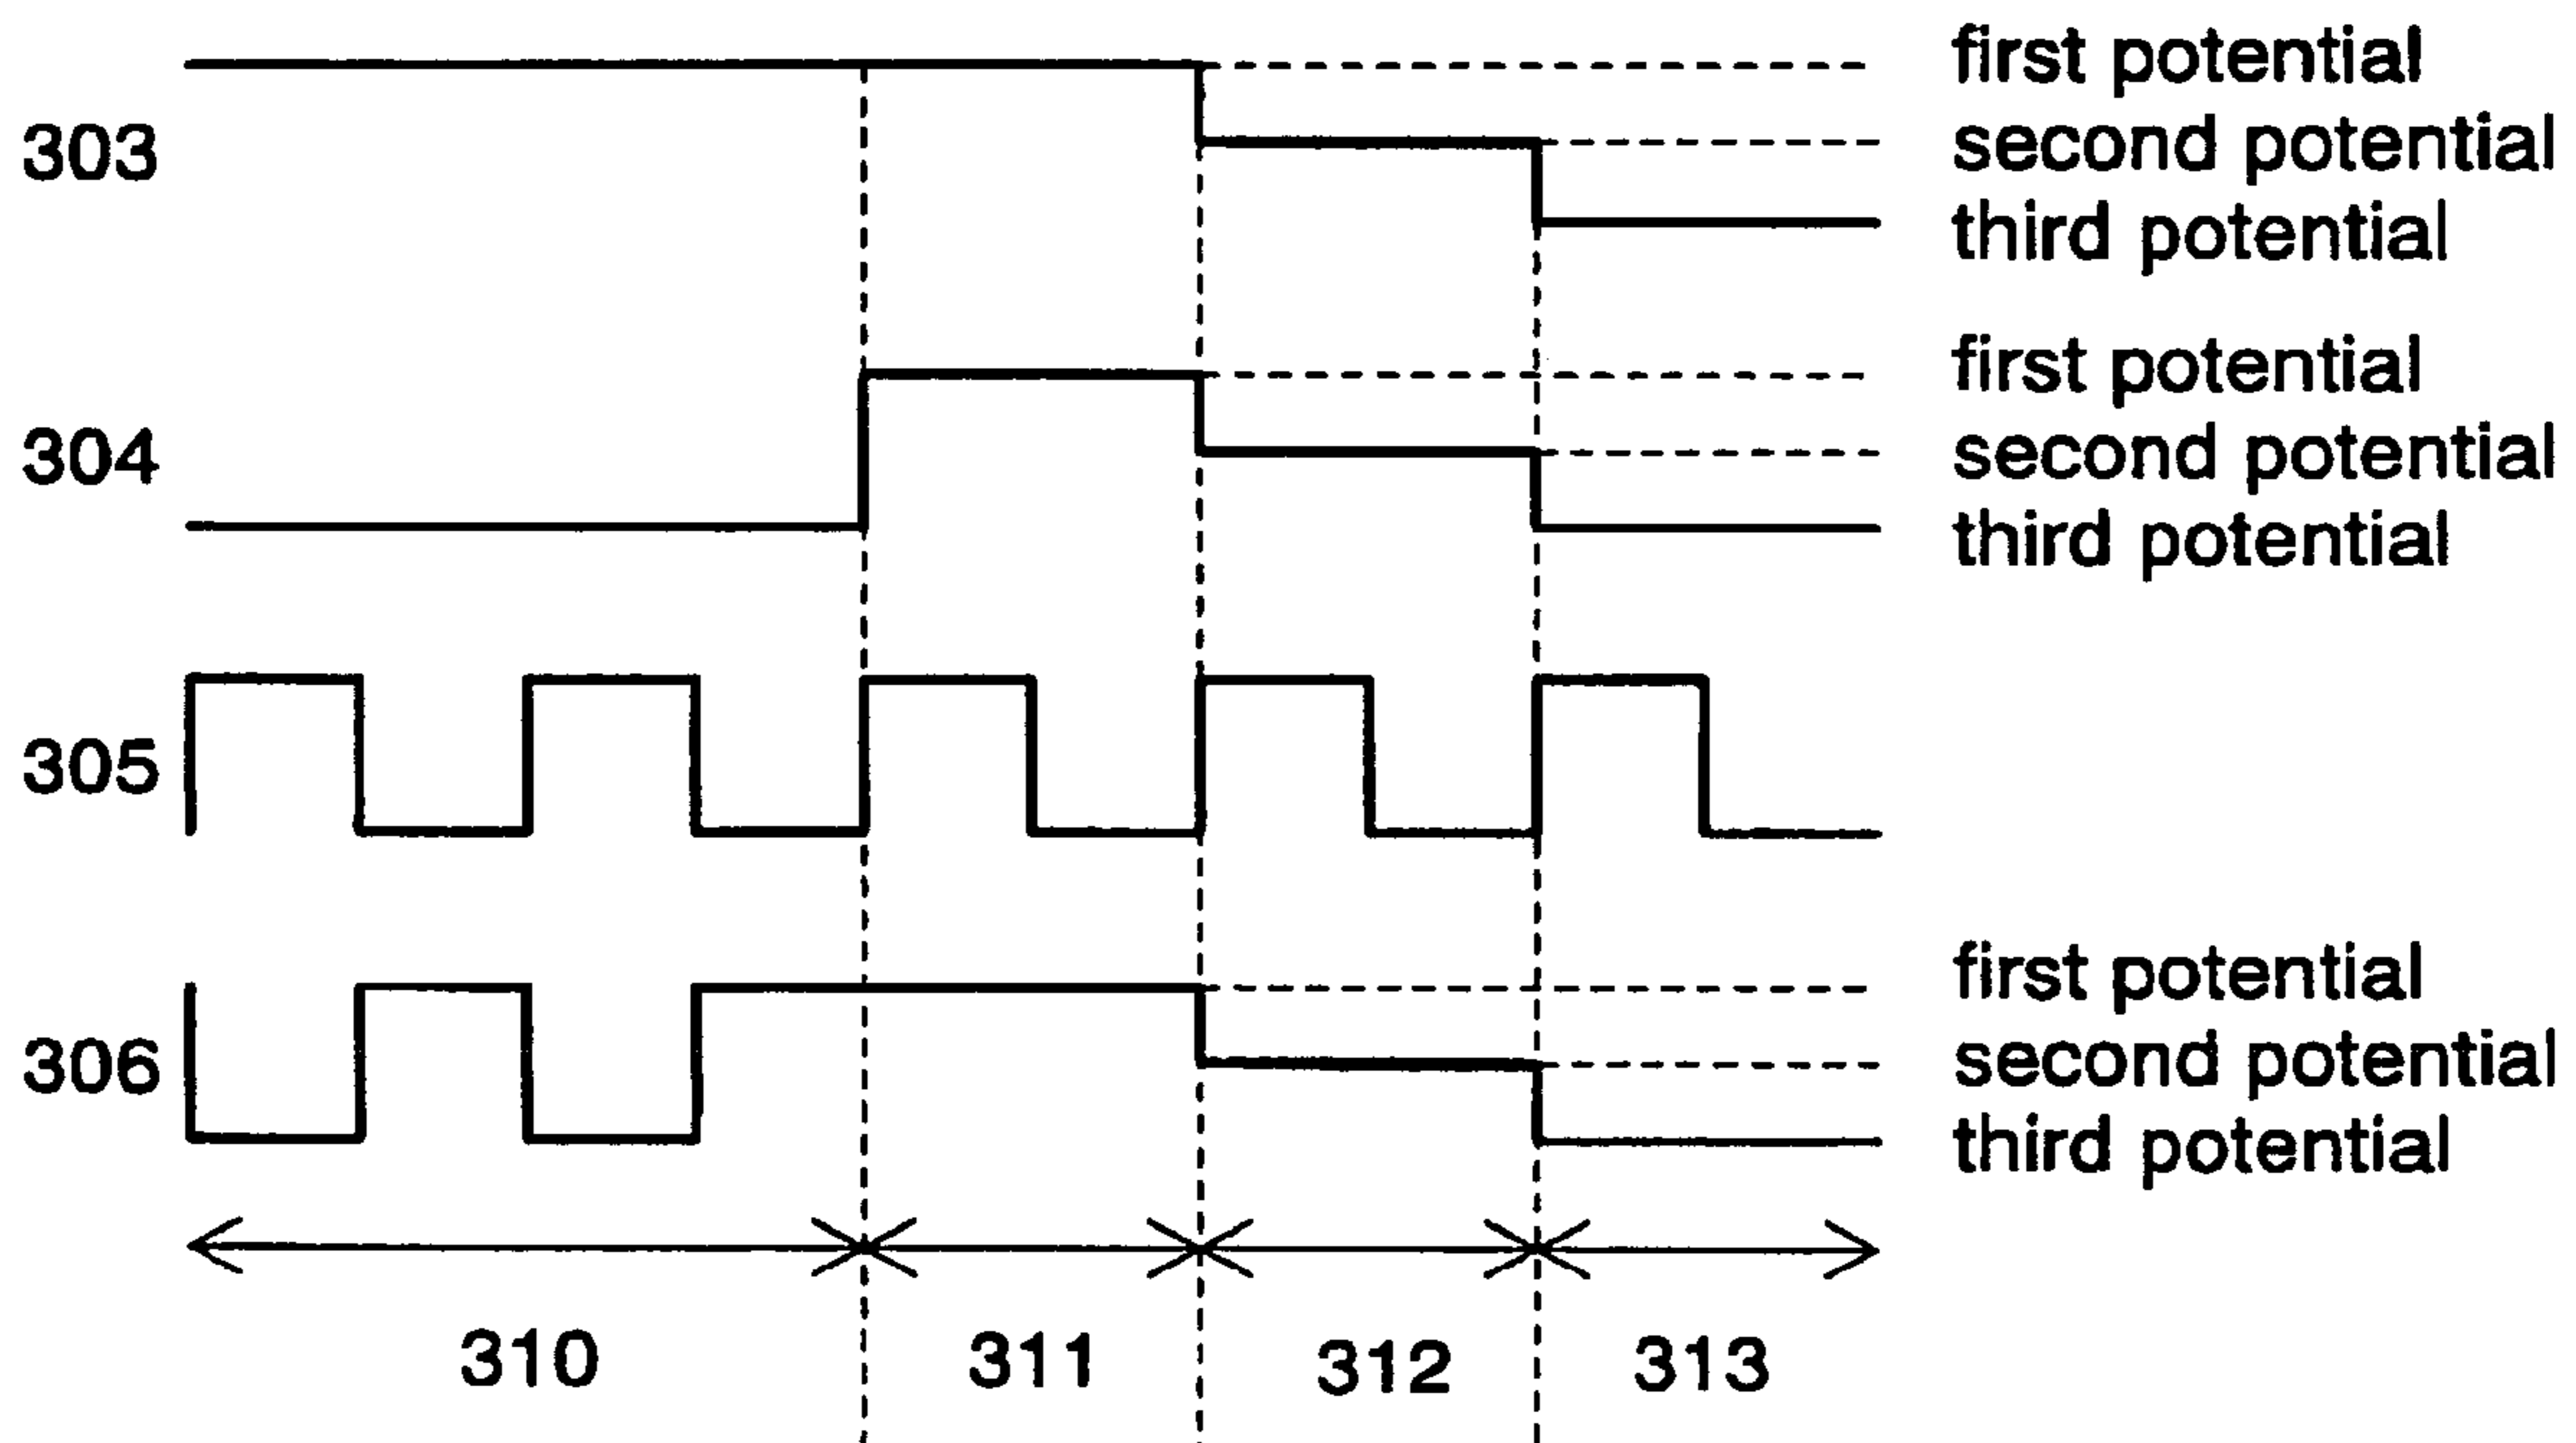 first potential
303
second potential
third potential
first potential
304
second potential
third potential
305
first potential
306
second potential
third potential
310
311
312
313